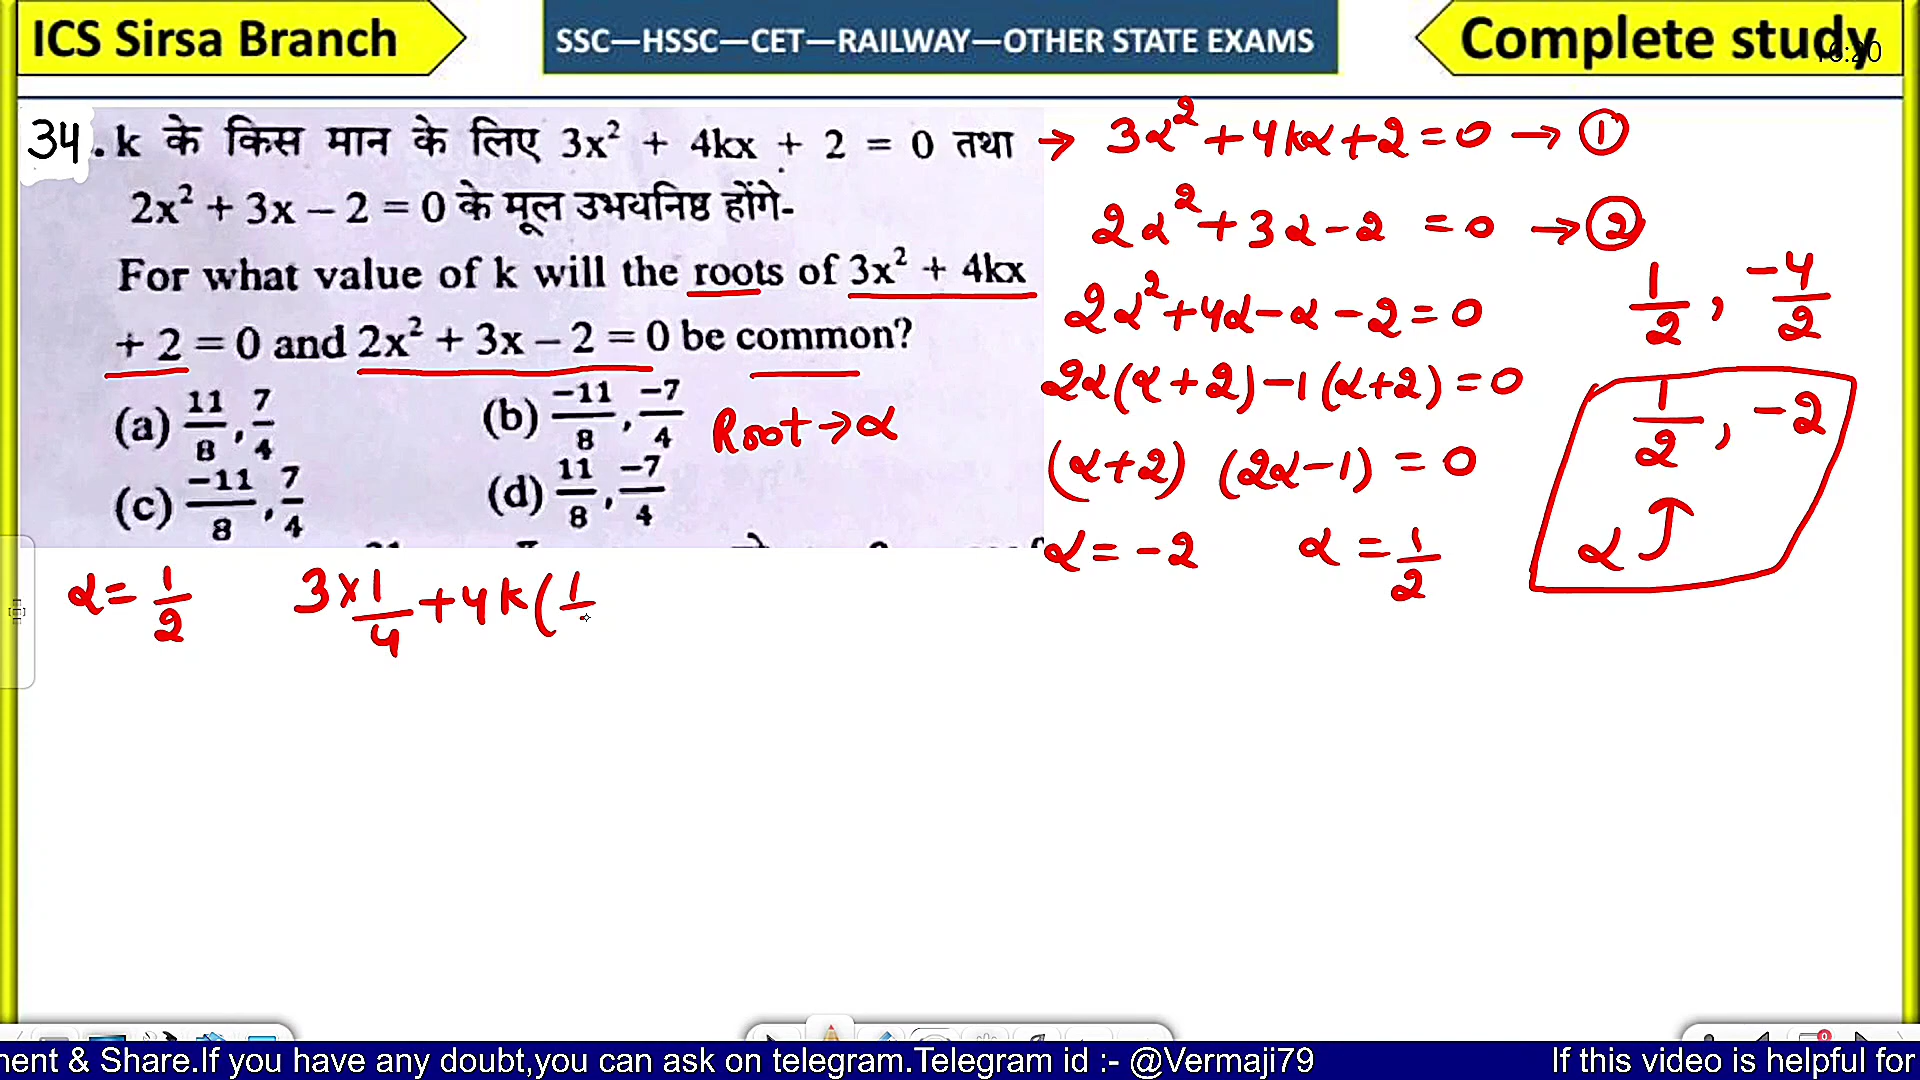 ICS Sirsa Branch
SSC—HSSC—CET—RAILWAY—OTHER STATE EXAMS
Complete study
34. k के किस मान के लिए 3x² + 4kx + 2 = 0 तथा
2x² + 3x – 2 = 0 के मूल उभयनिष्ठ होंगे-
For what value of k will the roots of 3x² + 4kx
+ 2 = 0 and 2x² + 3x – 2 = 0 be common?
(a) 11/8, 7/4 (b) -11/8, -7/4
(c) -11/8, 7/4 (d) 11/8, -7/4
Root → α
→ 3α² + 4kα + 2 = 0 → ①
2α² + 3α - 2 = 0 → ②
2α² + 4α - α - 2 = 0
2α(α + 2) - 1(α + 2) = 0
(α + 2) (2α - 1) = 0
α = -2 α = 1/2
1/2, -4/2
1/2, -2
α
α = 1/2 3 × 1/4 + 4k(1
nent & Share.If you have any doubt,you can ask on telegram.Telegram id :- @Vermaji79 If this video is helpful for